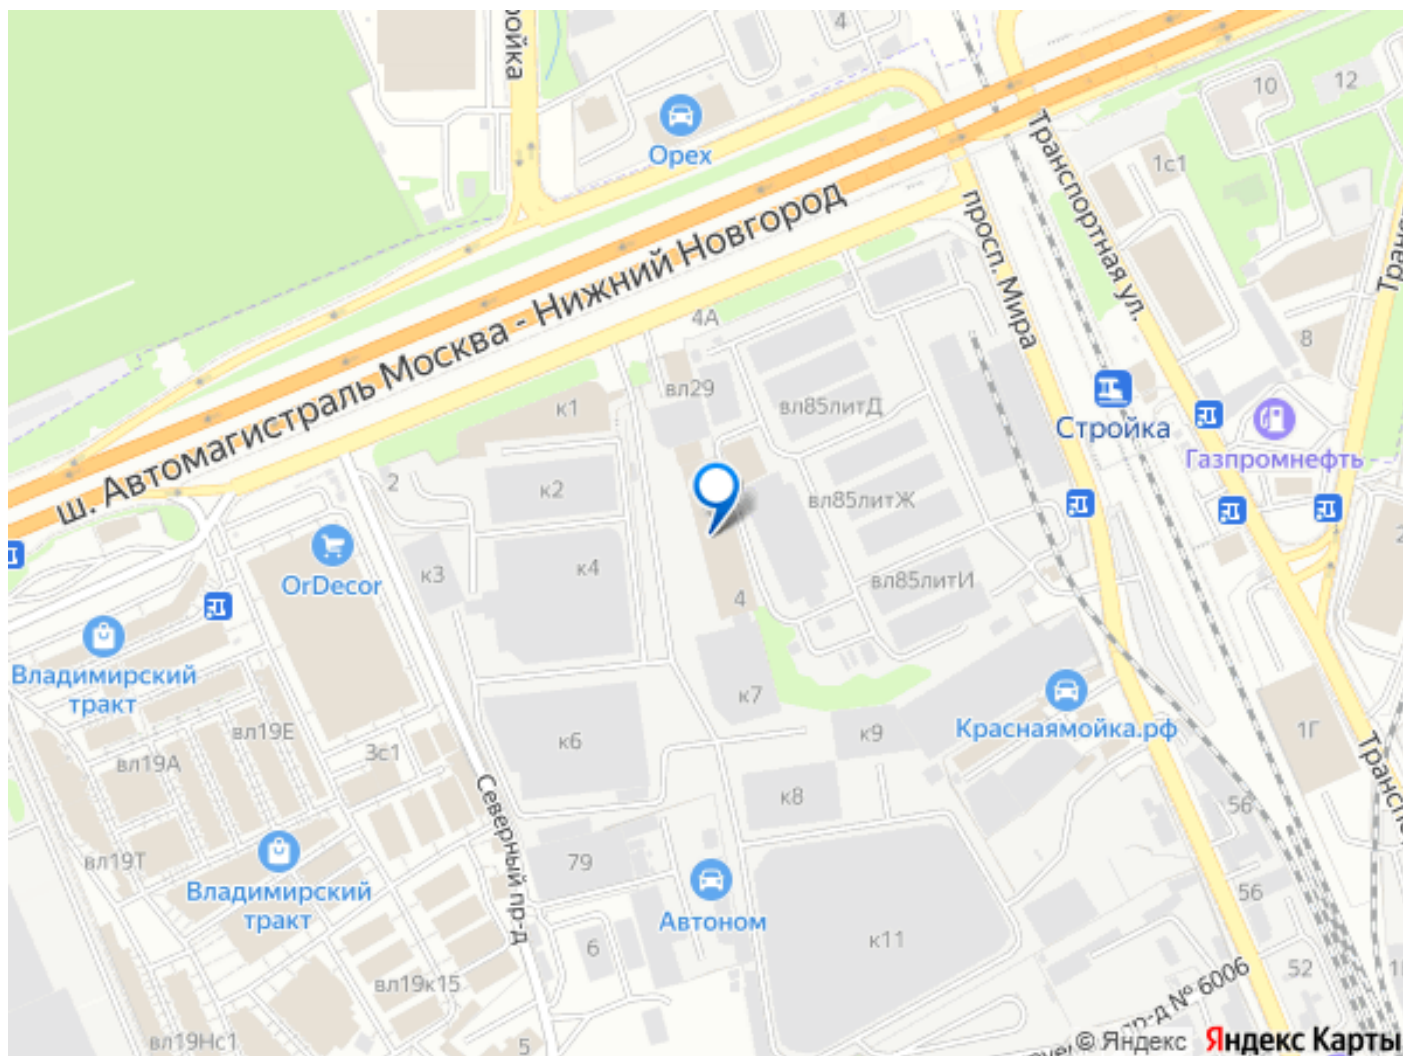 ройка
4
Орех
10
12
Транспортная ул.
1с1
просп. Мира
8
ш. Автомагистраль Москва - Нижний Новгород
4А
вл29
вл85литД
к1
Стройка
Газпромнефть
2
к2
вл85литЖ
OrDecor
к3
к4
вл85литИ
4
2
Владимирский
тракт
к7
Краснаямойка.рф
к6
к9
1Г
вл19Е
вл19А
3с1
Северный пр-д
к8
56
вл19Т
79
Владимирский
тракт
Автоном
56
к11
6
вл19к15
52
пр-д № 6006
вл19Нс1
5
© Яндекс
Яндекс Карты